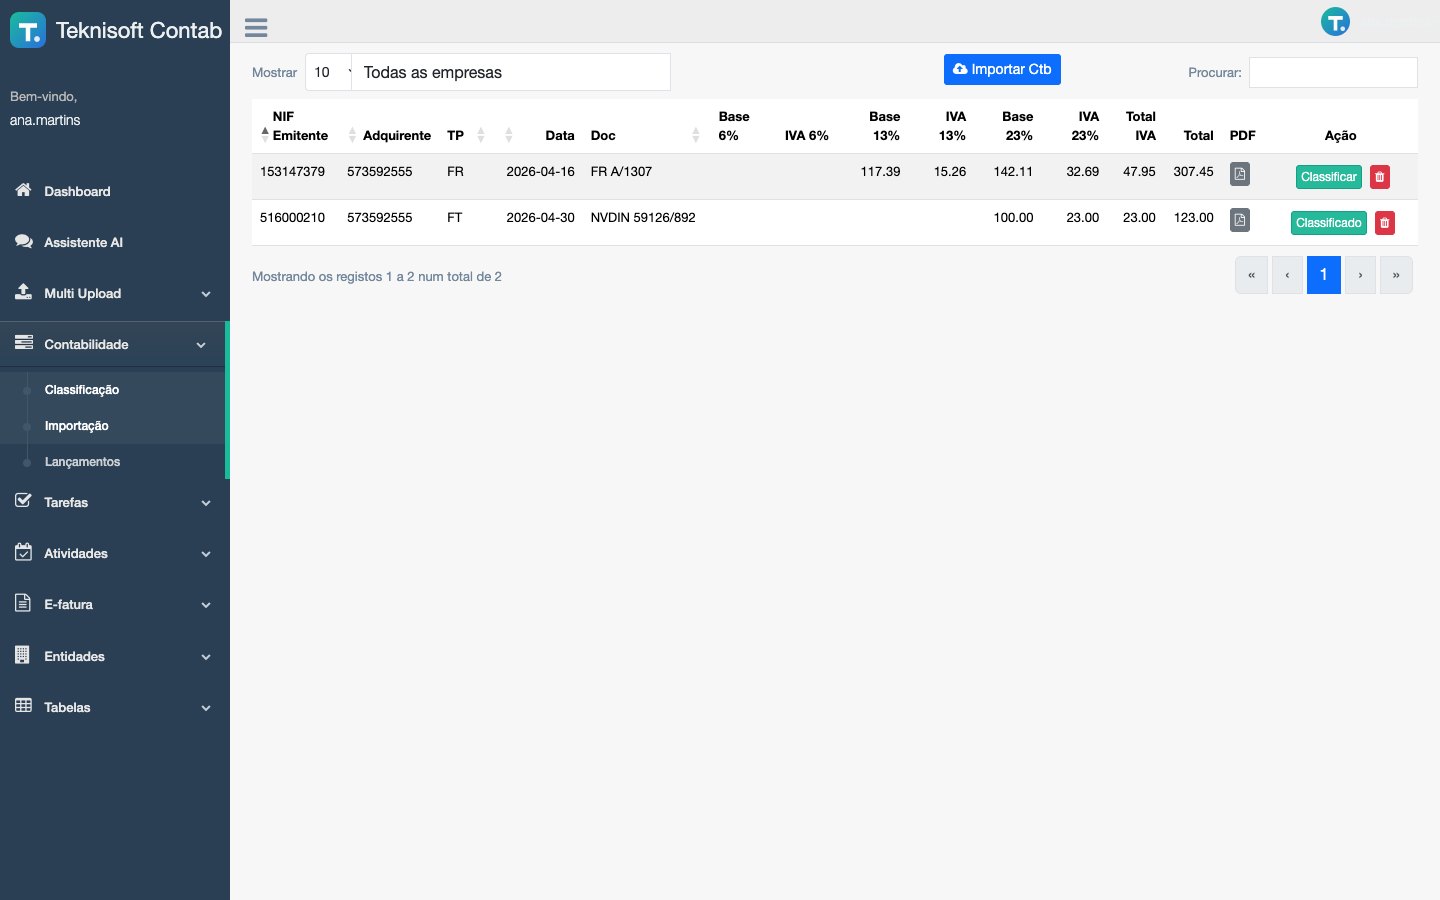 T. Teknisoft Contab
Bem-vindo,
ana.martins
Dashboard
Assistente AI
Multi Upload
Contabilidade
Classificação
Importação
Lançamentos
Tarefas
Atividades
E-fatura
Entidades
Tabelas
T.
Mostrar 10 Todas as empresas Importar Ctb Procurar:
NIF Emitente Adquirente TP Data Doc Base 6% IVA 6% Base 13% IVA 13% Base 23% IVA 23% Total IVA Total PDF Ação
153147379 573592555 FR 2026-04-16 FR A/1307 117.39 15.26 142.11 32.69 47.95 307.45 Classificar
516000210 573592555 FT 2026-04-30 NVDIN 59126/892 100.00 23.00 23.00 123.00 Classificado
Mostrando os registos 1 a 2 num total de 2 « ‹ 1 › »